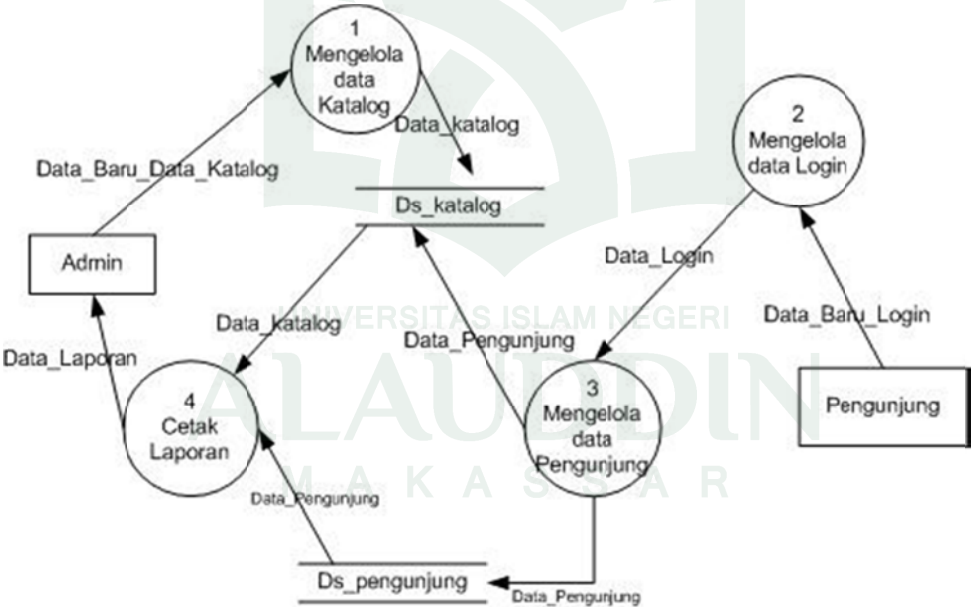 1
Mengelola
data
Katalog
2
Mengelola
data Login
Data_katalog
Data_Baru_Data_Katalog
Ds_katalog
Admin
Data_Login
Data_katalog
UNIVERSITAS ISLAM NEGERI
Data_Baru_Login
Data_Pengunjung
Data_Laporan
4
Cetak
Laporan
3
Mengelola
data
Pengunjung
Pengunjung
ALAUDDIN
MAKASSAR
Data_Pengunjung
Ds_pengunjung
Data_Pengunjung